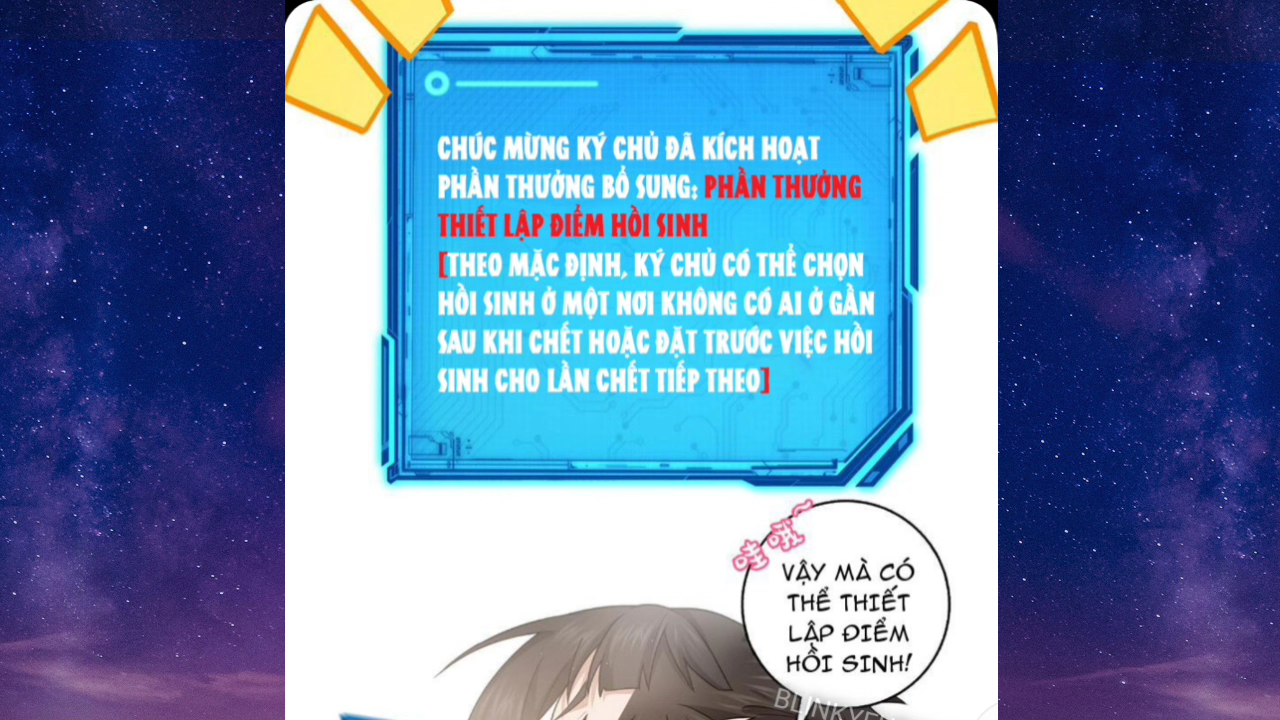 CHÚC MỪNG KÝ CHỦ ĐÃ KÍCH HOẠT
PHẦN THƯỞNG BỔ SUNG: PHẦN THƯỞNG
THIẾT LẬP ĐIỂM HỒI SINH
[THEO MẶC ĐỊNH, KÝ CHỦ CÓ THỂ CHỌN
HỒI SINH Ở MỘT NƠI KHÔNG CÓ AI Ở GẦN
SAU KHI CHẾT HOẶC ĐẶT TRƯỚC VIỆC HỒI
SINH CHO LẦN CHẾT TIẾP THEO]
哇哦~
VẬY MÀ CÓ
THỂ THIẾT
LẬP ĐIỂM
HỒI SINH!